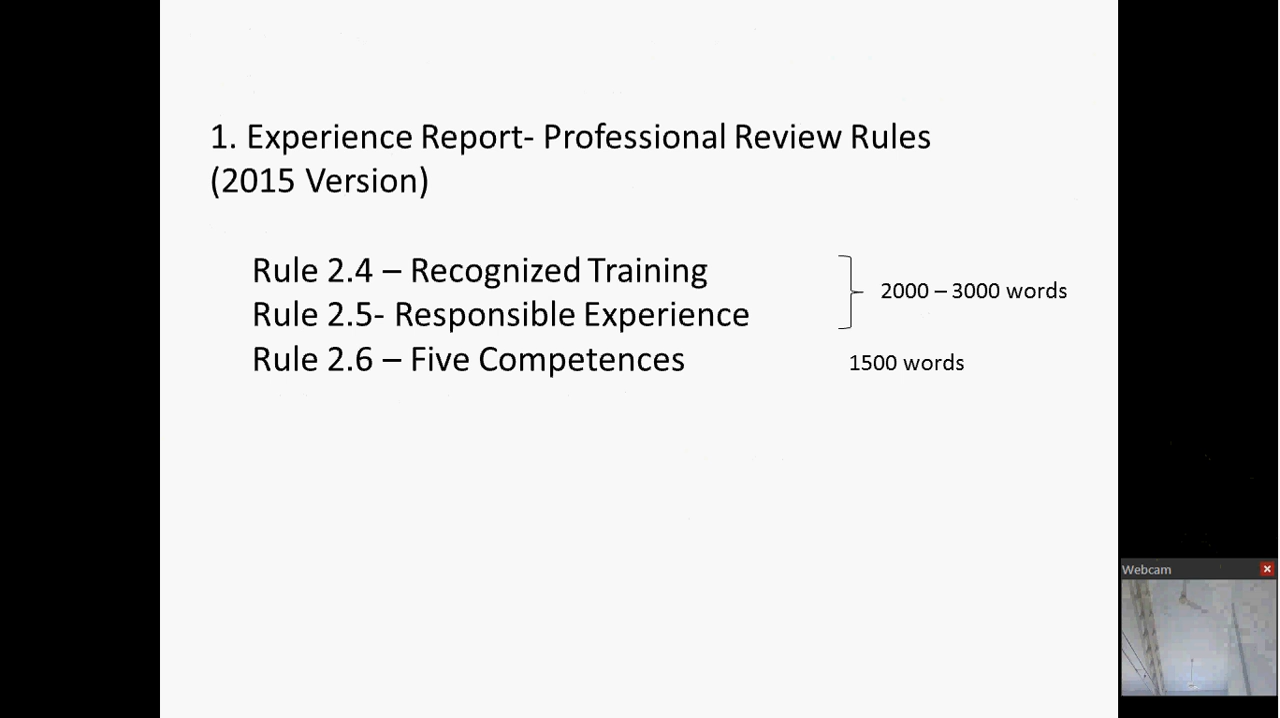 1. Experience Report- Professional Review Rules
(2015 Version)
Rule 2.4 – Recognized Training
Rule 2.5- Responsible Experience
2000 – 3000 words
Rule 2.6 – Five Competences
1500 words
Webcam